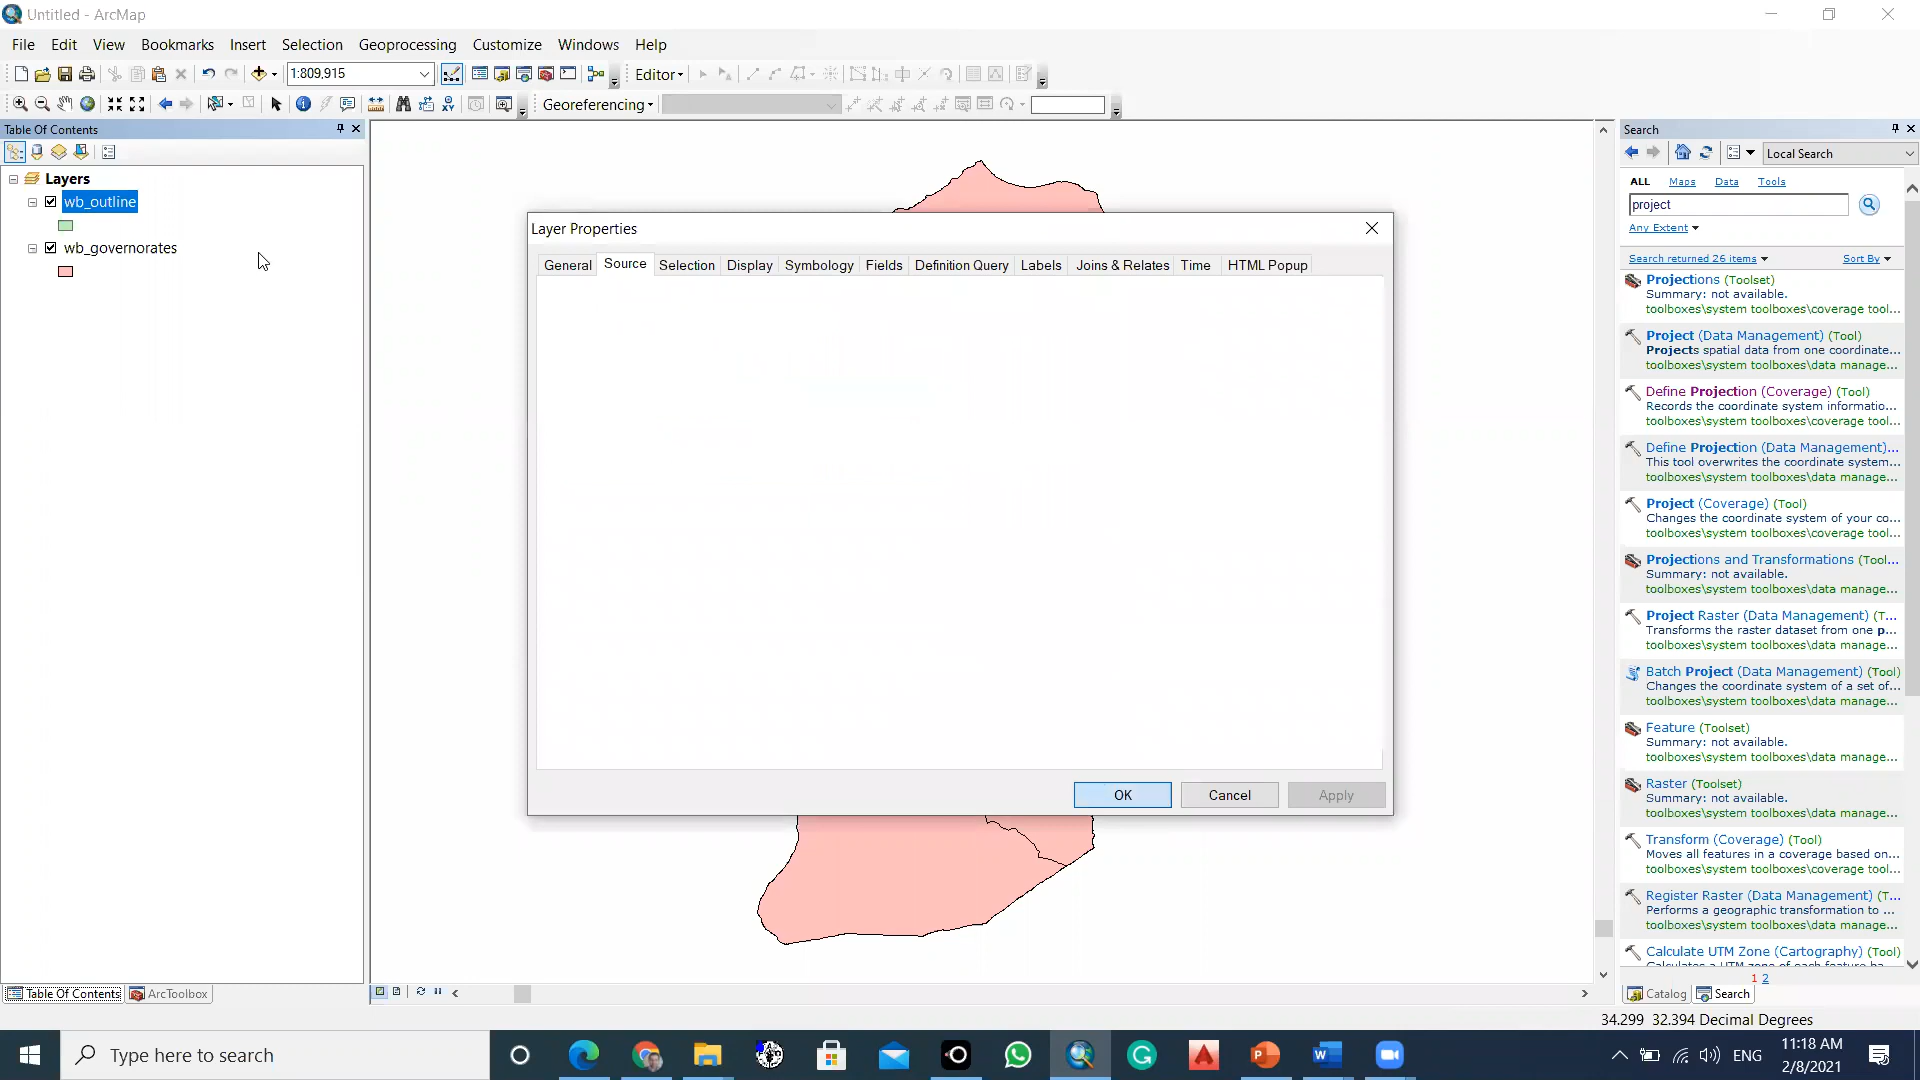 Untitled - ArcMap
File Edit View Bookmarks Insert Selection Geoprocessing Customize Windows Help
1:809,915
Editor
Georeferencing
Table Of Contents
Layers
wb_outline
wb_governorates
Layer Properties
General Source Selection Display Symbology Fields Definition Query Labels Joins & Relates Time HTML Popup
OK Cancel Apply
Search
Local Search
ALL Maps Data Tools
project
Any Extent
Search returned 26 items Sort By
Projections (Toolset)
Summary: not available.
toolboxes\system toolboxes\coverage tool...
Project (Data Management) (Tool)
Projects spatial data from one coordinate...
toolboxes\system toolboxes\data manage...
Define Projection (Coverage) (Tool)
Records the coordinate system informatio...
toolboxes\system toolboxes\coverage tool...
Define Projection (Data Management)...
This tool overwrites the coordinate system...
toolboxes\system toolboxes\data manage...
Project (Coverage) (Tool)
Changes the coordinate system of your co...
toolboxes\system toolboxes\coverage tool...
Projections and Transformations (Tool...
Summary: not available.
toolboxes\system toolboxes\data manage...
Project Raster (Data Management) (T...
Transforms the raster dataset from one p...
toolboxes\system toolboxes\data manage...
Batch Project (Data Management) (Tool)
Changes the coordinate system of a set of...
toolboxes\system toolboxes\data manage...
Feature (Toolset)
Summary: not available.
toolboxes\system toolboxes\data manage...
Raster (Toolset)
Summary: not available.
toolboxes\system toolboxes\data manage...
Transform (Coverage) (Tool)
Moves all features in a coverage based on...
toolboxes\system toolboxes\coverage tool...
Register Raster (Data Management) (T...
Performs a geographic transformation to ...
toolboxes\system toolboxes\data manage...
Calculate UTM Zone (Cartography) (Tool)
Calculates a UTM zone of each feature ba...
1 2
Table Of Contents ArcToolbox
Catalog Search
34.299 32.394 Decimal Degrees
Type here to search
ENG
11:18 AM
2/8/2021